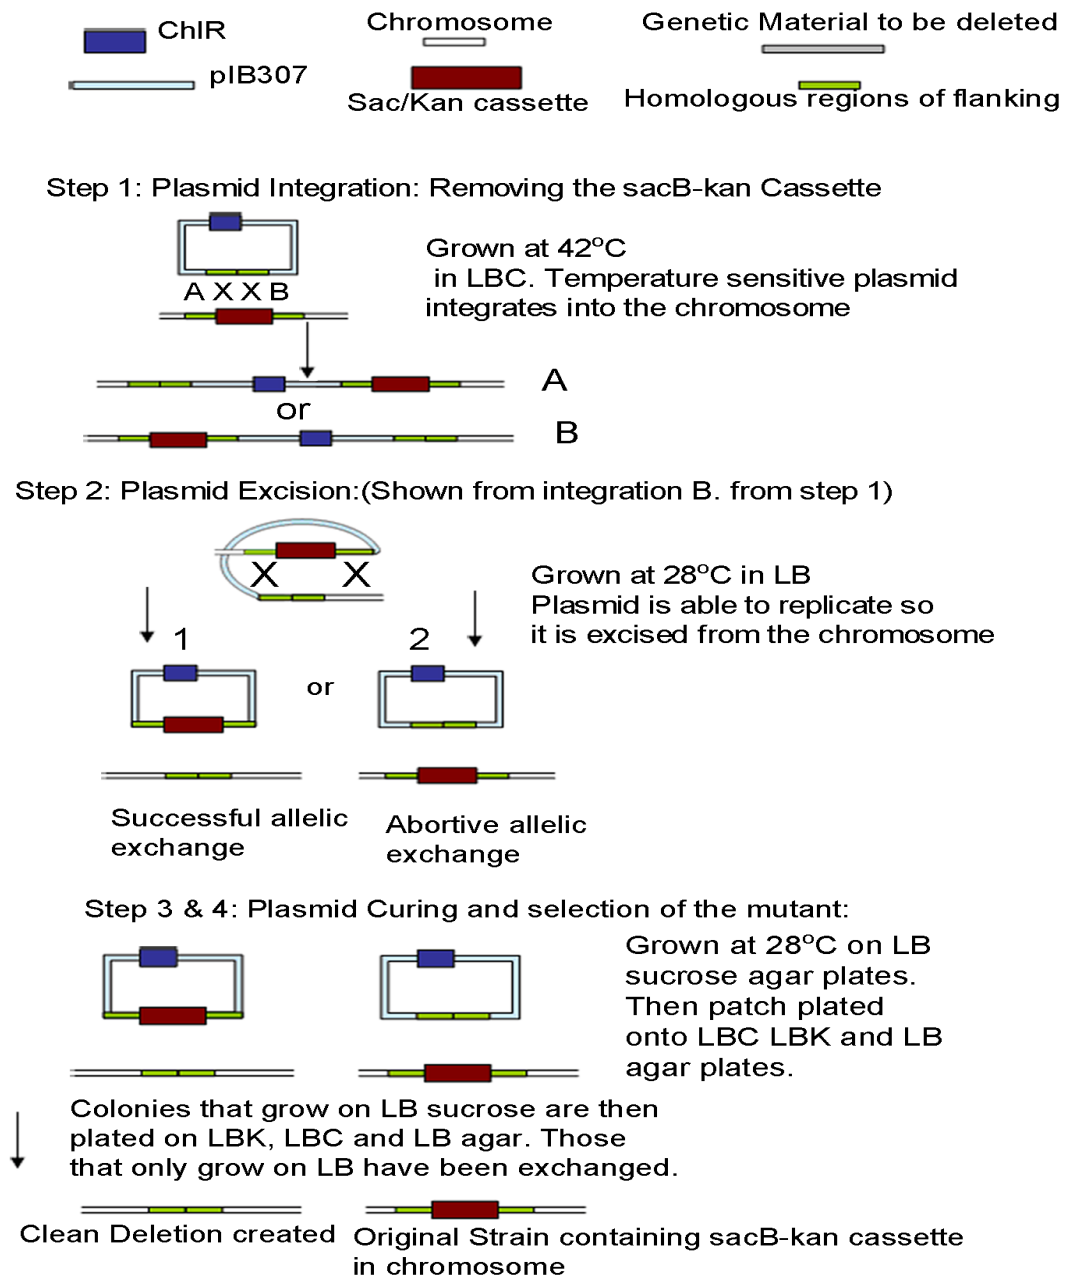 ChlR
Chromosome
Genetic Material to be deleted
pIB307
Sac/Kan cassette
Homologous regions of flanking
Step 1: Plasmid Integration: Removing the sacB-kan Cassette
Grown at 42°C
in LBC. Temperature sensitive plasmid
integrates into the chromosome
A X X B
A
or
B
Step 2: Plasmid Excision:(Shown from integration B. from step 1)
X X
Grown at 28°C in LB
Plasmid is able to replicate so
it is excised from the chromosome
1
2
or
Successful allelic
exchange
Abortive allelic
exchange
Step 3 & 4: Plasmid Curing and selection of the mutant:
Grown at 28°C on LB
sucrose agar plates.
Then patch plated
onto LBC LBK and LB
agar plates.
Colonies that grow on LB sucrose are then
plated on LBK, LBC and LB agar. Those
that only grow on LB have been exchanged.
Clean Deletion created
Original Strain containing sacB-kan cassette
in chromosome